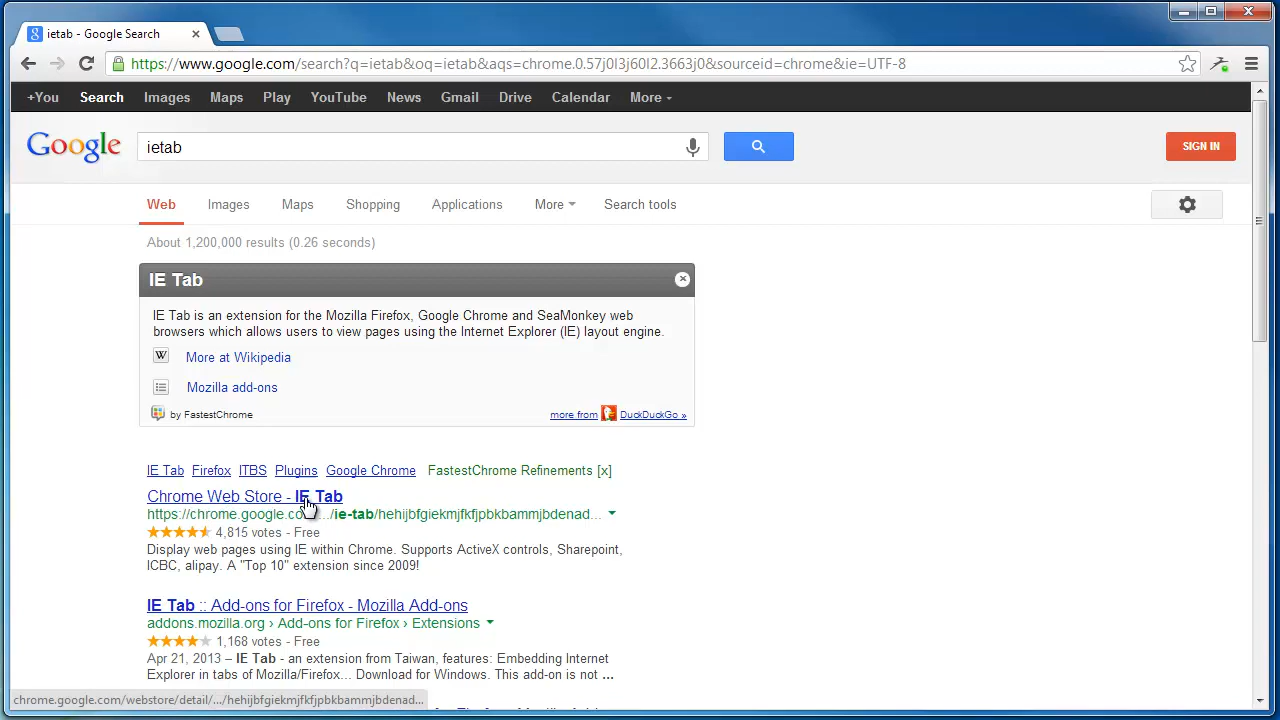 ietab - Google Search
https://www.google.com/search?q=ietab&oq=ietab&aqs=chrome.0.57j0l3j60l2.3663j0&sourceid=chrome&ie=UTF-8
+You Search Images Maps Play YouTube News Gmail Drive Calendar More
Google ietab SIGN IN
Web Images Maps Shopping Applications More Search tools
About 1,200,000 results (0.26 seconds)
IE Tab
IE Tab is an extension for the Mozilla Firefox, Google Chrome and SeaMonkey web
browsers which allows users to view pages using the Internet Explorer (IE) layout engine.
W More at Wikipedia
Mozilla add-ons
by FastestChrome more from DuckDuckGo »
IE Tab Firefox ITBS Plugins Google Chrome FastestChrome Refinements [x]
Chrome Web Store - IE Tab
https://chrome.google.co.../ie-tab/hehijbfgiekmjfkfjpbkbammjbdenad...
4,815 votes - Free
Display web pages using IE within Chrome. Supports ActiveX controls, Sharepoint,
ICBC, alipay. A "Top 10" extension since 2009!
IE Tab :: Add-ons for Firefox - Mozilla Add-ons
addons.mozilla.org › Add-ons for Firefox › Extensions
1,168 votes - Free
Apr 21, 2013 – IE Tab - an extension from Taiwan, features: Embedding Internet
Explorer in tabs of Mozilla/Firefox... Download for Windows. This add-on is not ...
chrome.google.com/webstore/detail/.../hehijbfgiekmjfkfjpbkbammjbdenad...